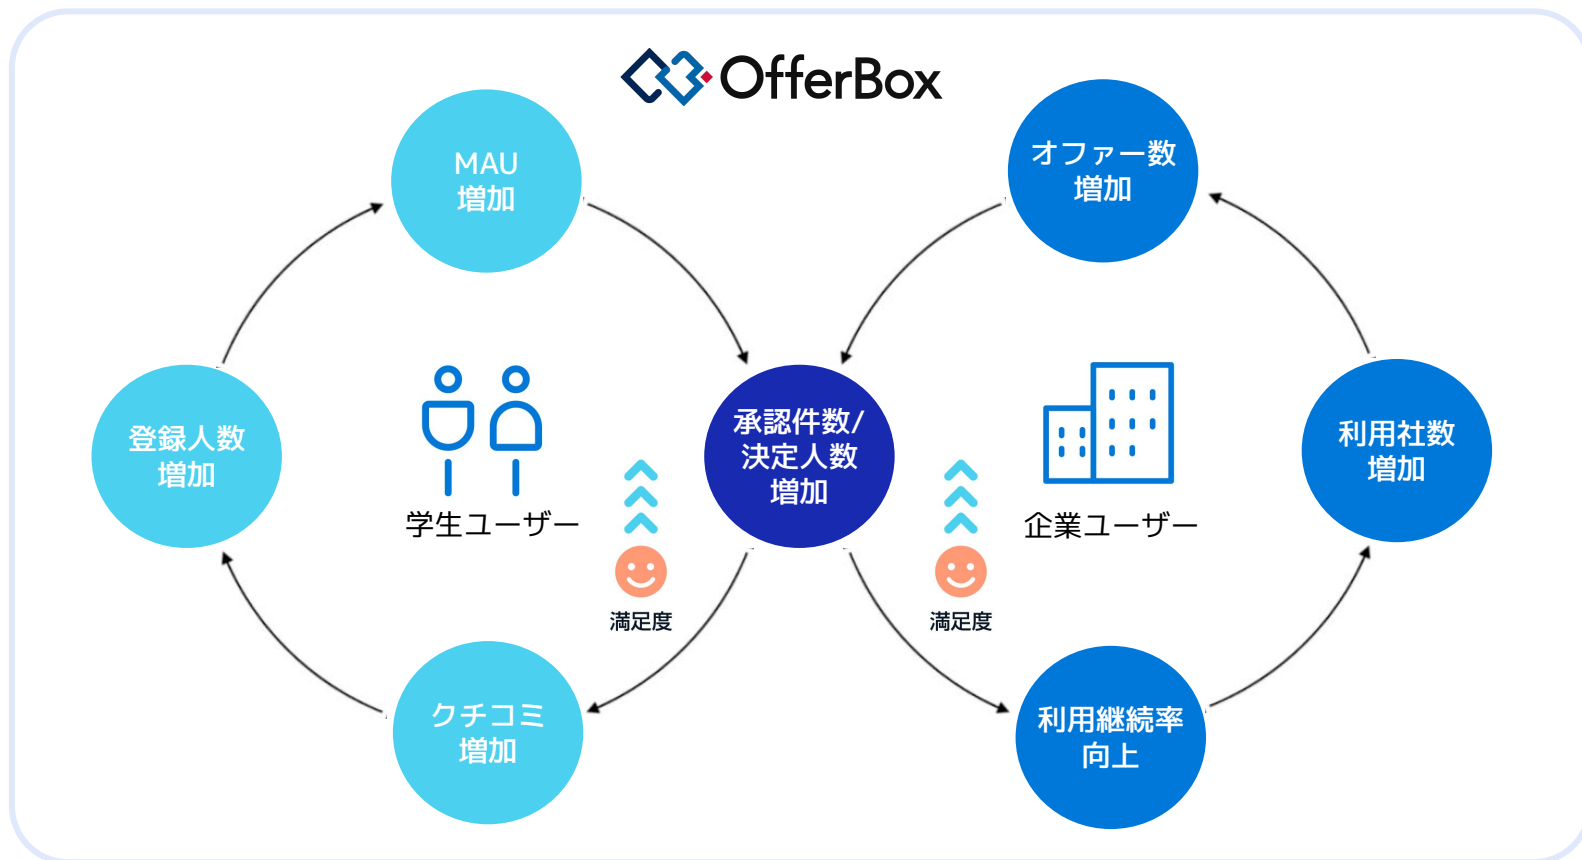 OfferBox
MAU
増加
オファー数
増加
登録人数
増加
学生ユーザー
承認件数/
決定人数
増加
企業ユーザー
利用社数
増加
満足度
満足度
クチコミ
増加
利用継続率
向上